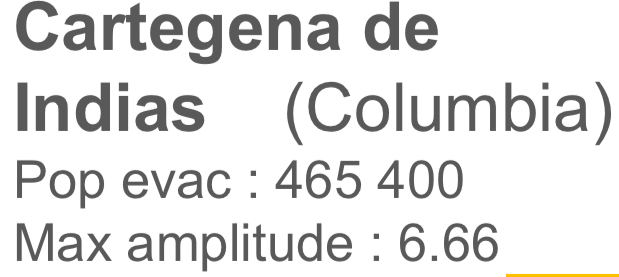 Cartegena de
Indias (Columbia)
Pop evac : 465 400
Max amplitude : 6.66